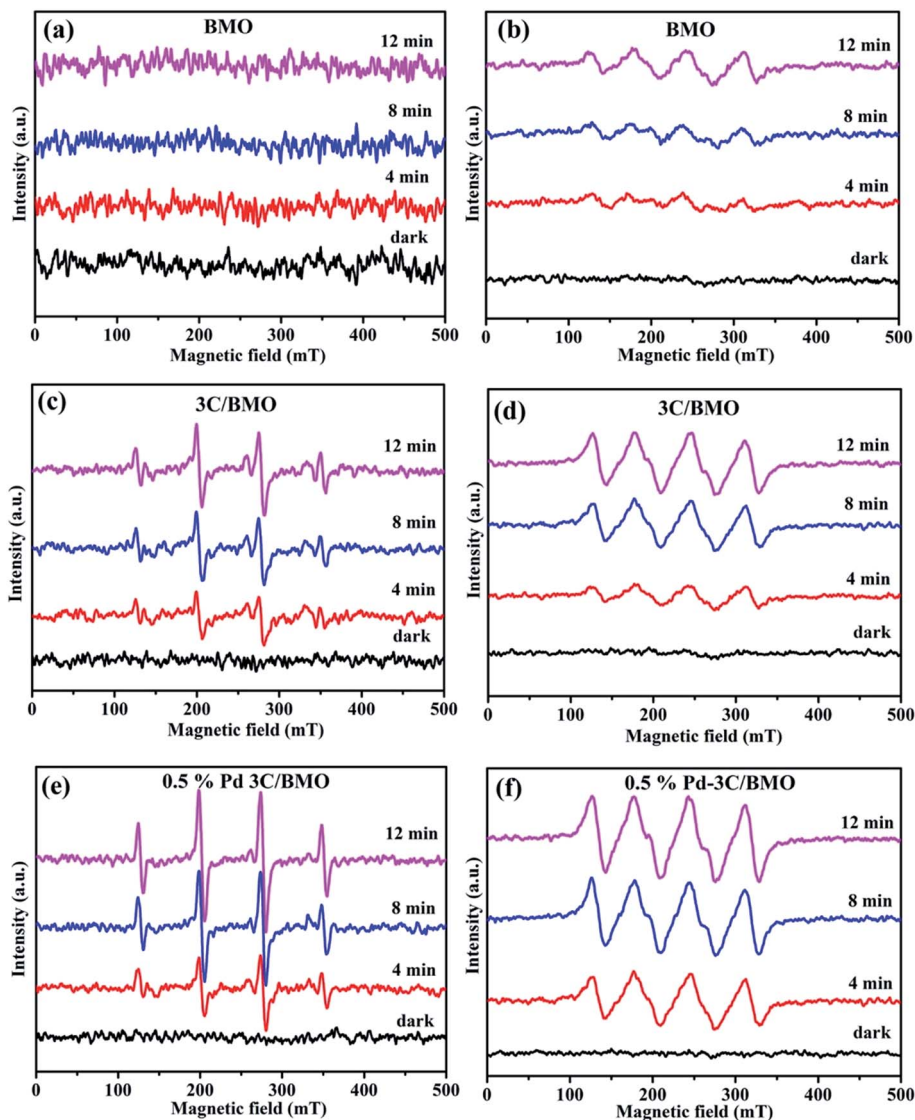 (a)
BMO
12 min
8 min
4 min
dark
Intensity (a.u.)
0 100 200 300 400 500
Magnetic field (mT)
(b)
BMO
12 min
8 min
4 min
dark
Intensity (a.u.)
0 100 200 300 400 500
Magnetic field (mT)
(c)
3C/BMO
12 min
8 min
4 min
dark
Intensity (a.u.)
0 100 200 300 400 500
Magnetic field (mT)
(d)
3C/BMO
12 min
8 min
4 min
dark
Intensity (a.u.)
0 100 200 300 400 500
Magnetic field (mT)
(e)
0.5 % Pd 3C/BMO
12 min
8 min
4 min
dark
Intensity (a.u.)
0 100 200 300 400 500
Magnetic field (mT)
(f)
0.5 % Pd-3C/BMO
12 min
8 min
4 min
dark
Intensity (a.u.)
0 100 200 300 400 500
Magnetic field (mT)